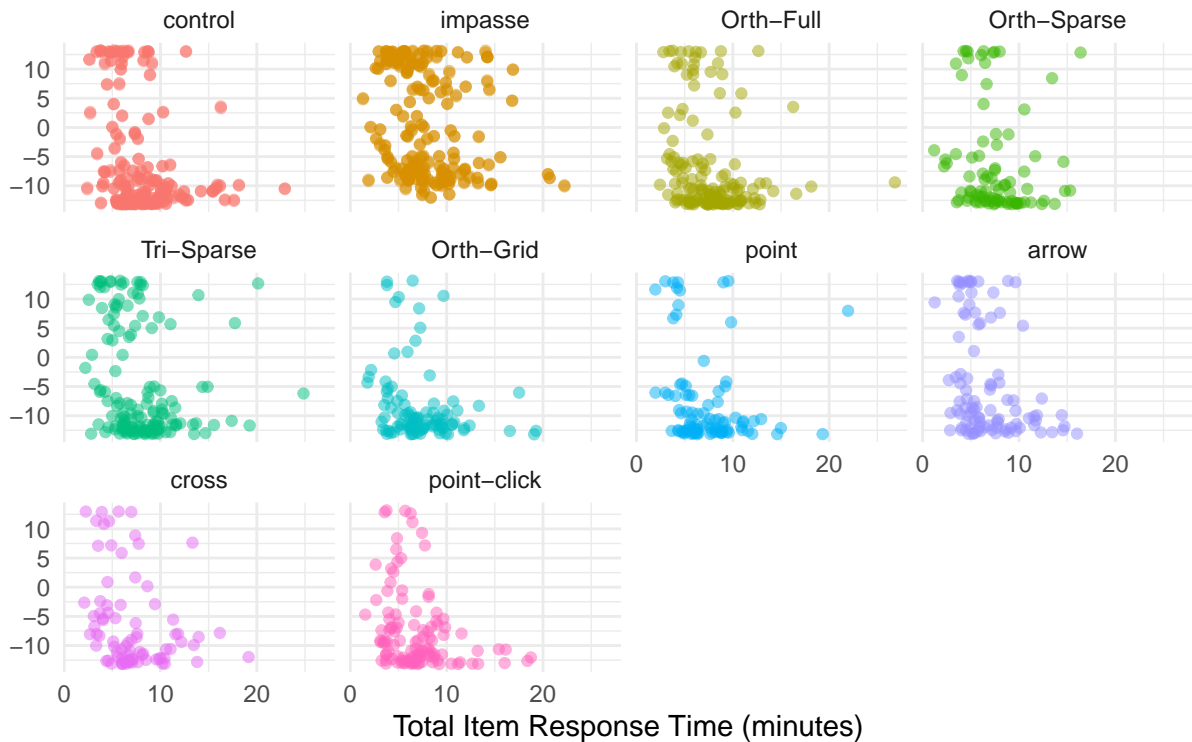 control impasse Orth−Full Orth−Sparse
10
5
0
−5
−10
Tri−Sparse Orth−Grid point arrow
10
5
0
−5
−10
0 10 20 0 10 20
cross point−click
10
5
0
−5
−10
0 10 20 0 10 20
Total Item Response Time (minutes)